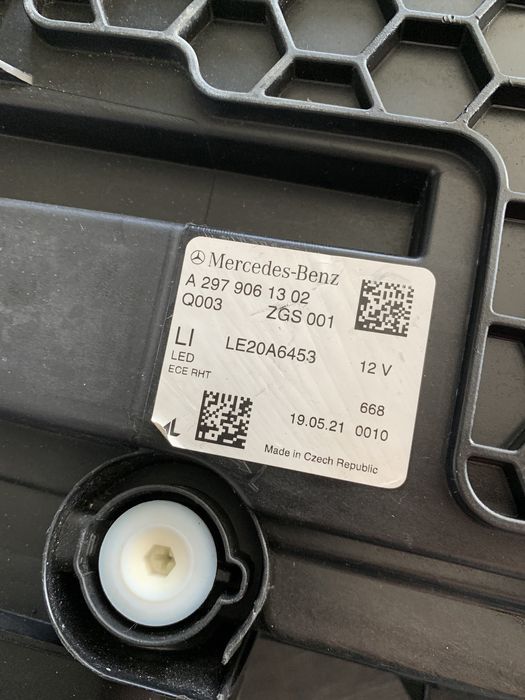 Mercedes-Benz
A 297 906 13 02
Q003 ZGS 001
LI LE20A6453 12 V
LED
ECE RHT
668
19.05.21 0010
Made in Czech Republic